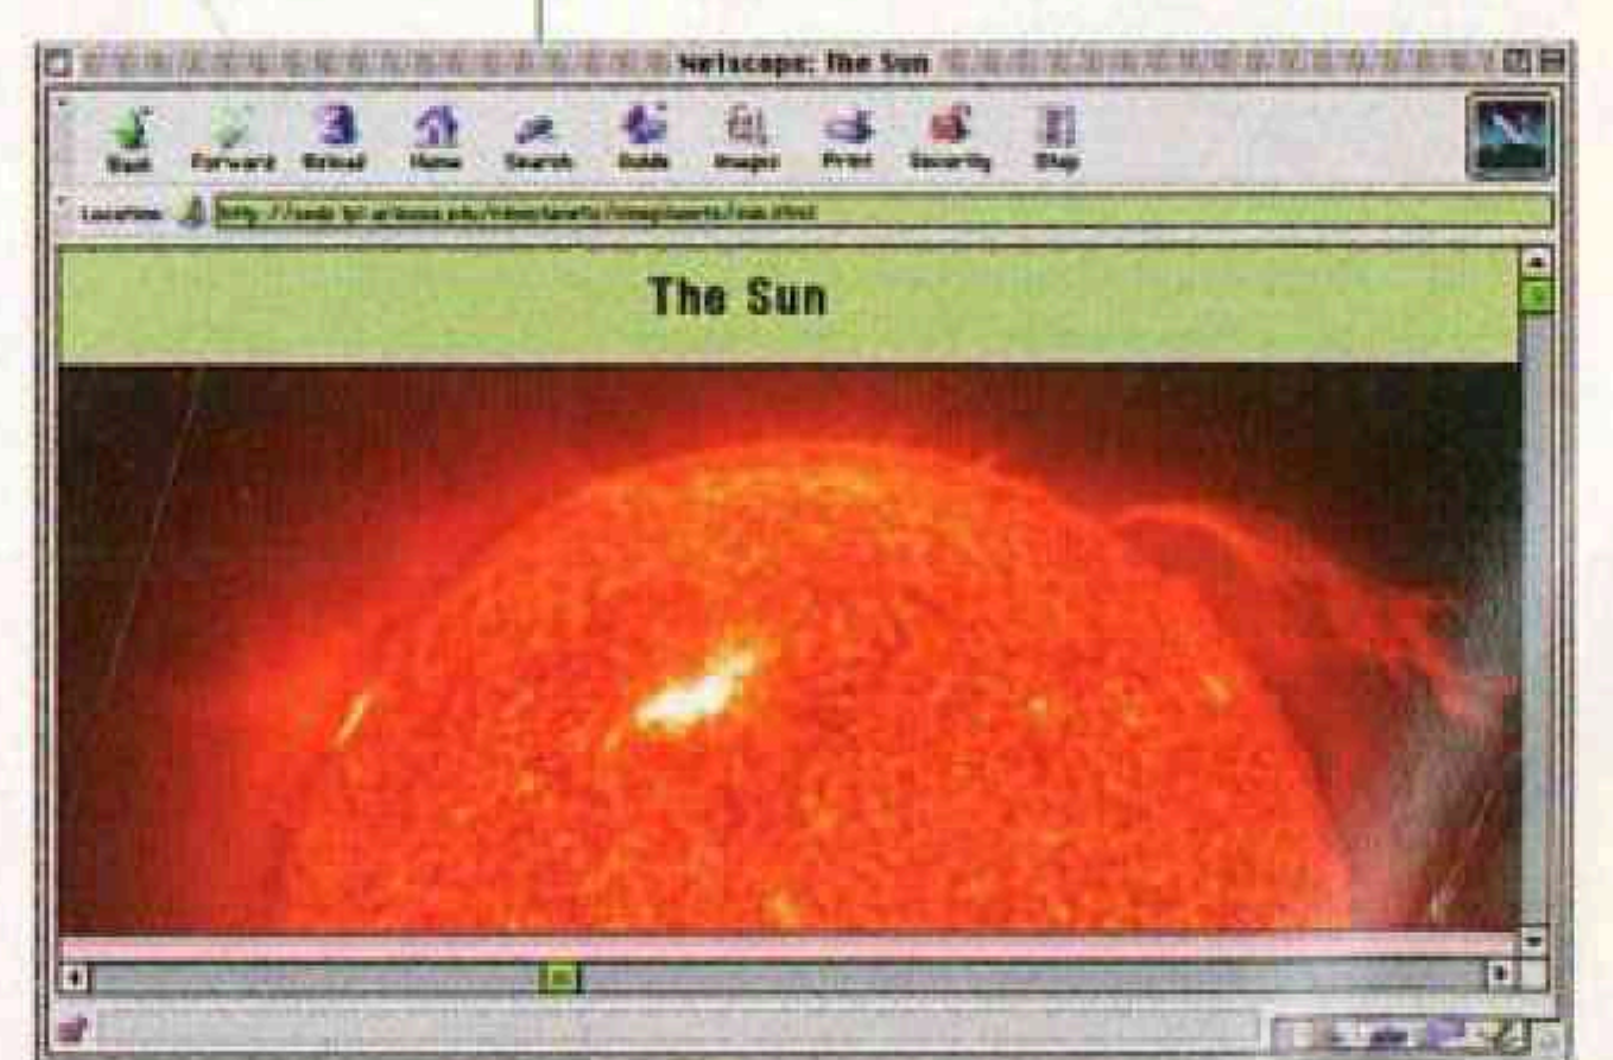 Netscape: The Sun
Back Forward Reload Home Search Guide Images Print Security Stop
Location:
The Sun